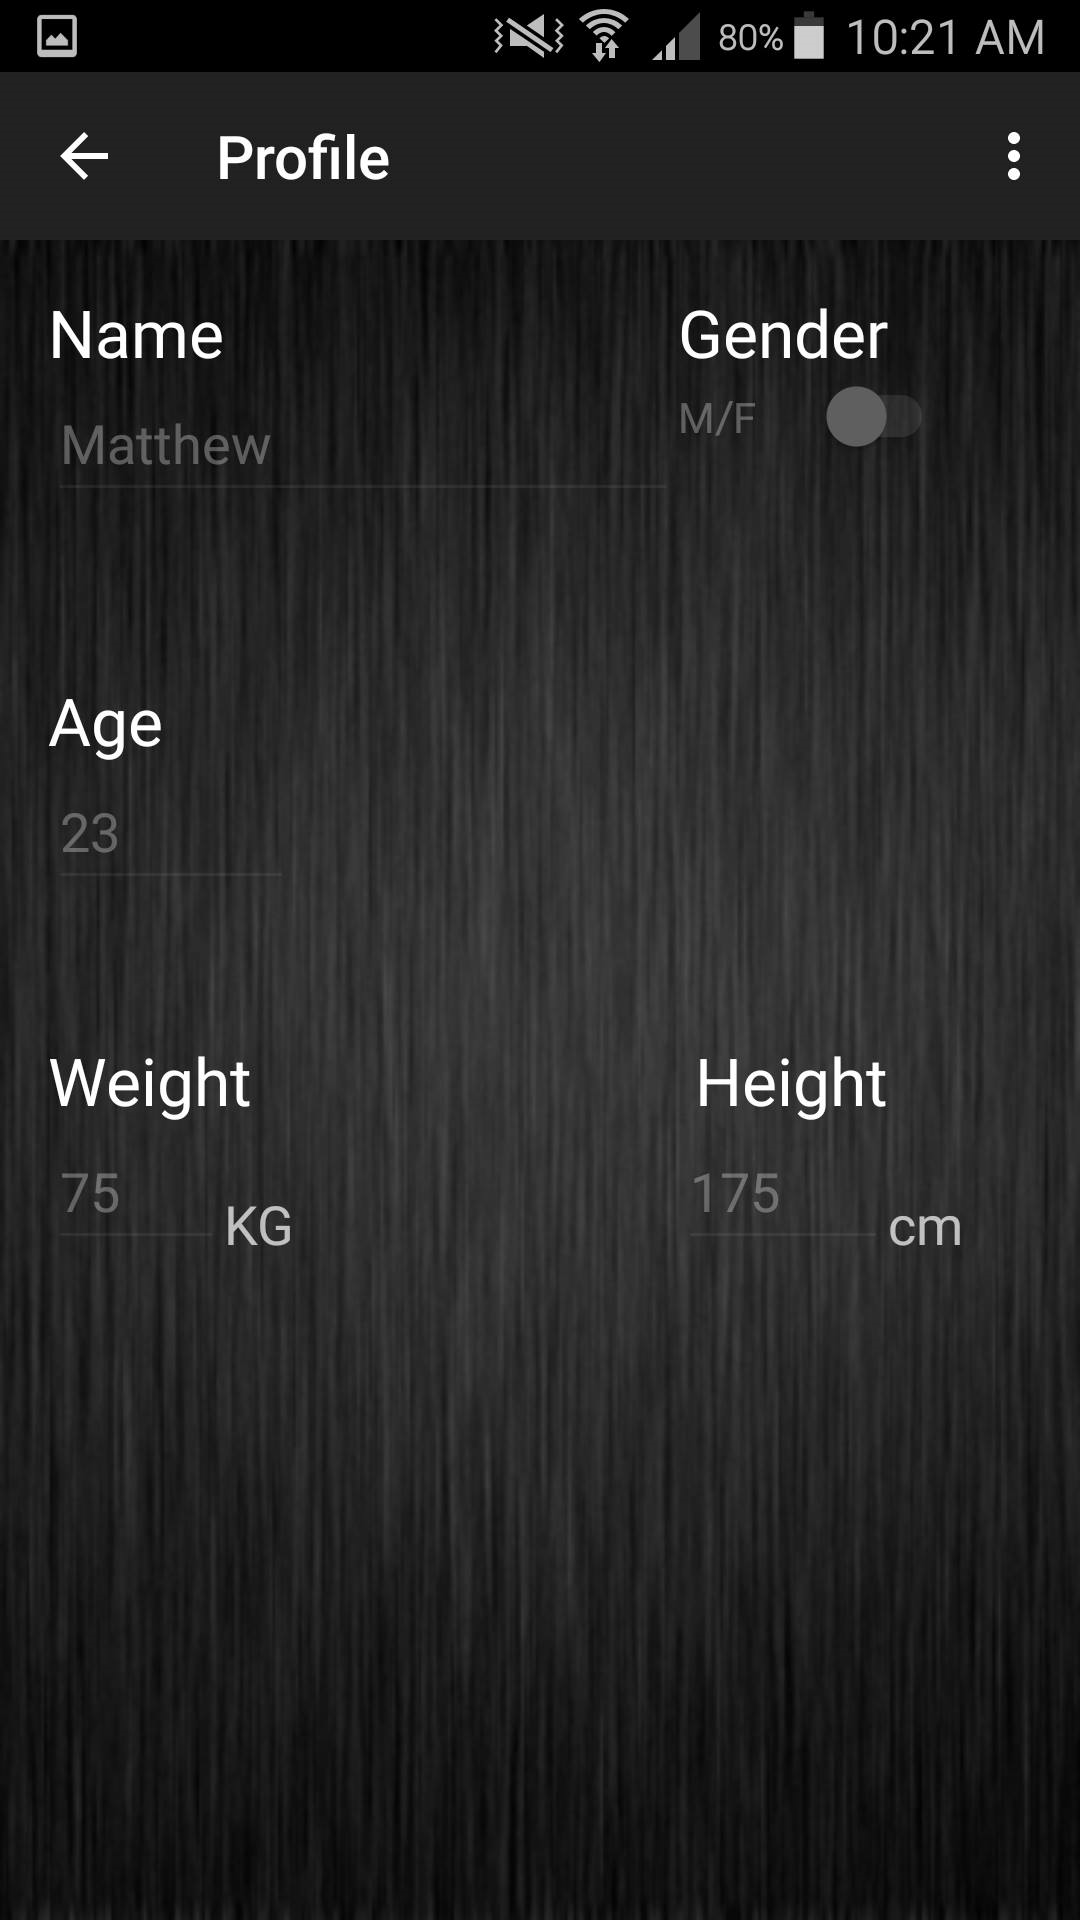 80% 10:21 AM
Profile
Name Gender
M/F
Matthew
Age
23
Weight Height
75 KG 175 cm